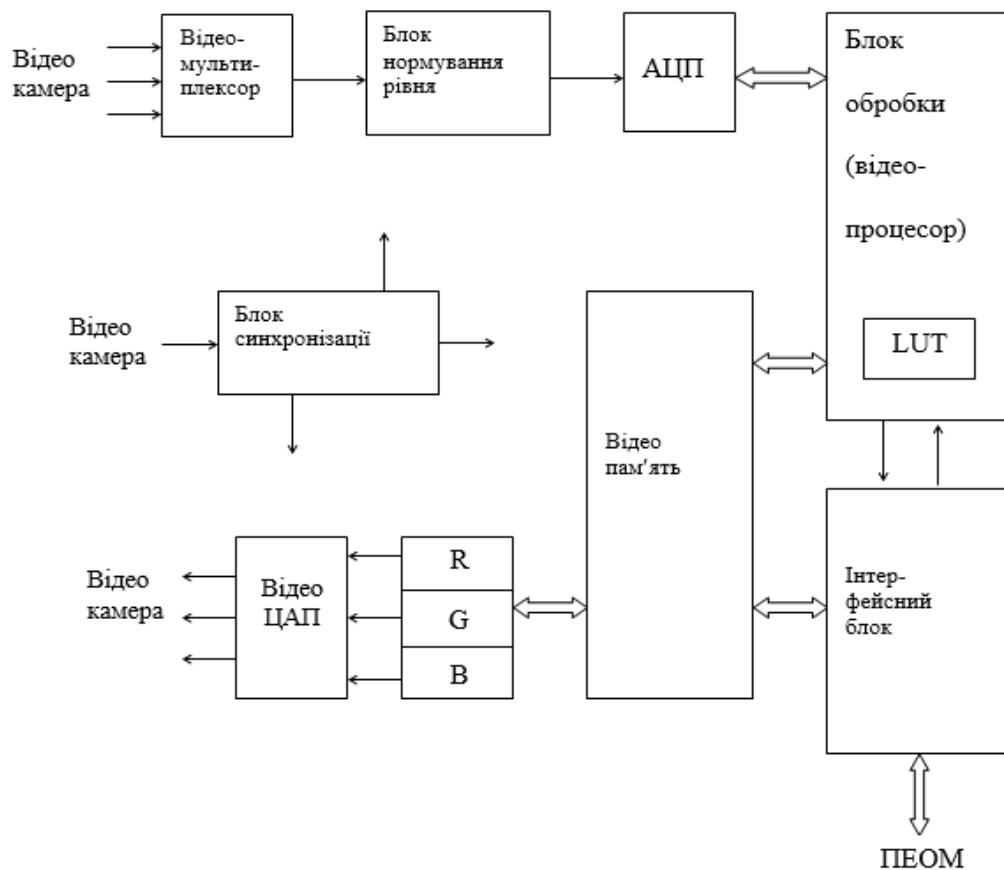 Відео
камера
Відео-
мульти-
плексор
Блок
нормування
рівня
АЦП
Блок
обробки
(відео-
процесор)
LUT
Відео
камера
Блок
синхронізації
Відео
пам'ять
Відео
камера
Відео
ЦАП
R
G
B
Інтер-
фейсний
блок
ПЕОМ